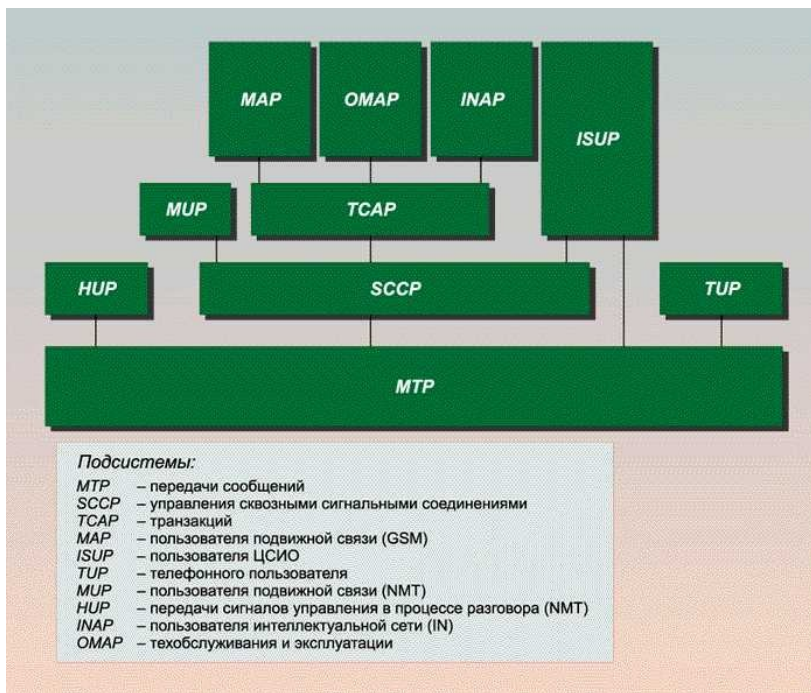 MAP OMAP INAP
ISUP
MUP TCAP
HUP SCCP TUP
MTP
Подсистемы:
MTP – передачи сообщений
SCCP – управления сквозными сигнальными соединениями
TCAP – транзакций
MAP – пользователя подвижной связи (GSM)
ISUP – пользователя ЦСИО
TUP – телефонного пользователя
MUP – пользователя подвижной связи (NMT)
HUP – передачи сигналов управления в процессе разговора (NMT)
INAP – пользователя интеллектуальной сети (IN)
OMAP – техобслуживания и эксплуатации